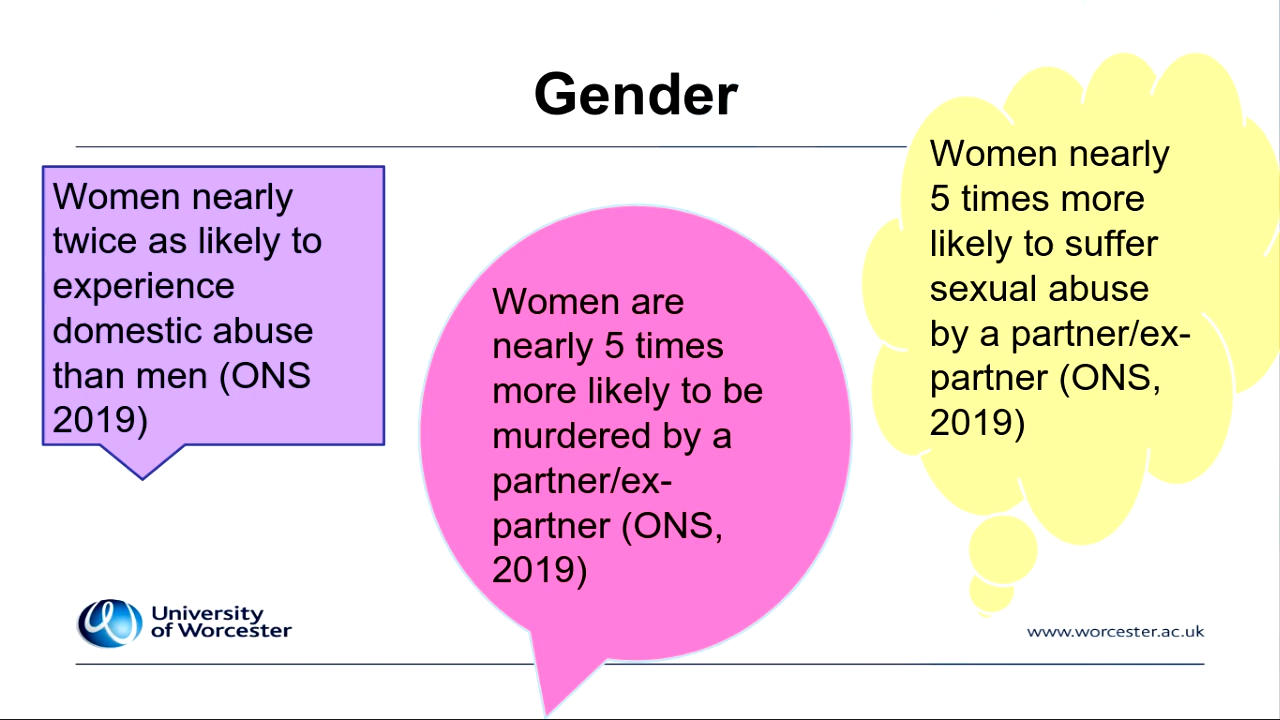 Gender
Women nearly
twice as likely to
experience
domestic abuse
than men (ONS
2019)
Women are
nearly 5 times
more likely to be
murdered by a
partner/ex-
partner (ONS,
2019)
Women nearly
5 times more
likely to suffer
sexual abuse
by a partner/ex-
partner (ONS,
2019)
University
of Worcester
www.worcester.ac.uk